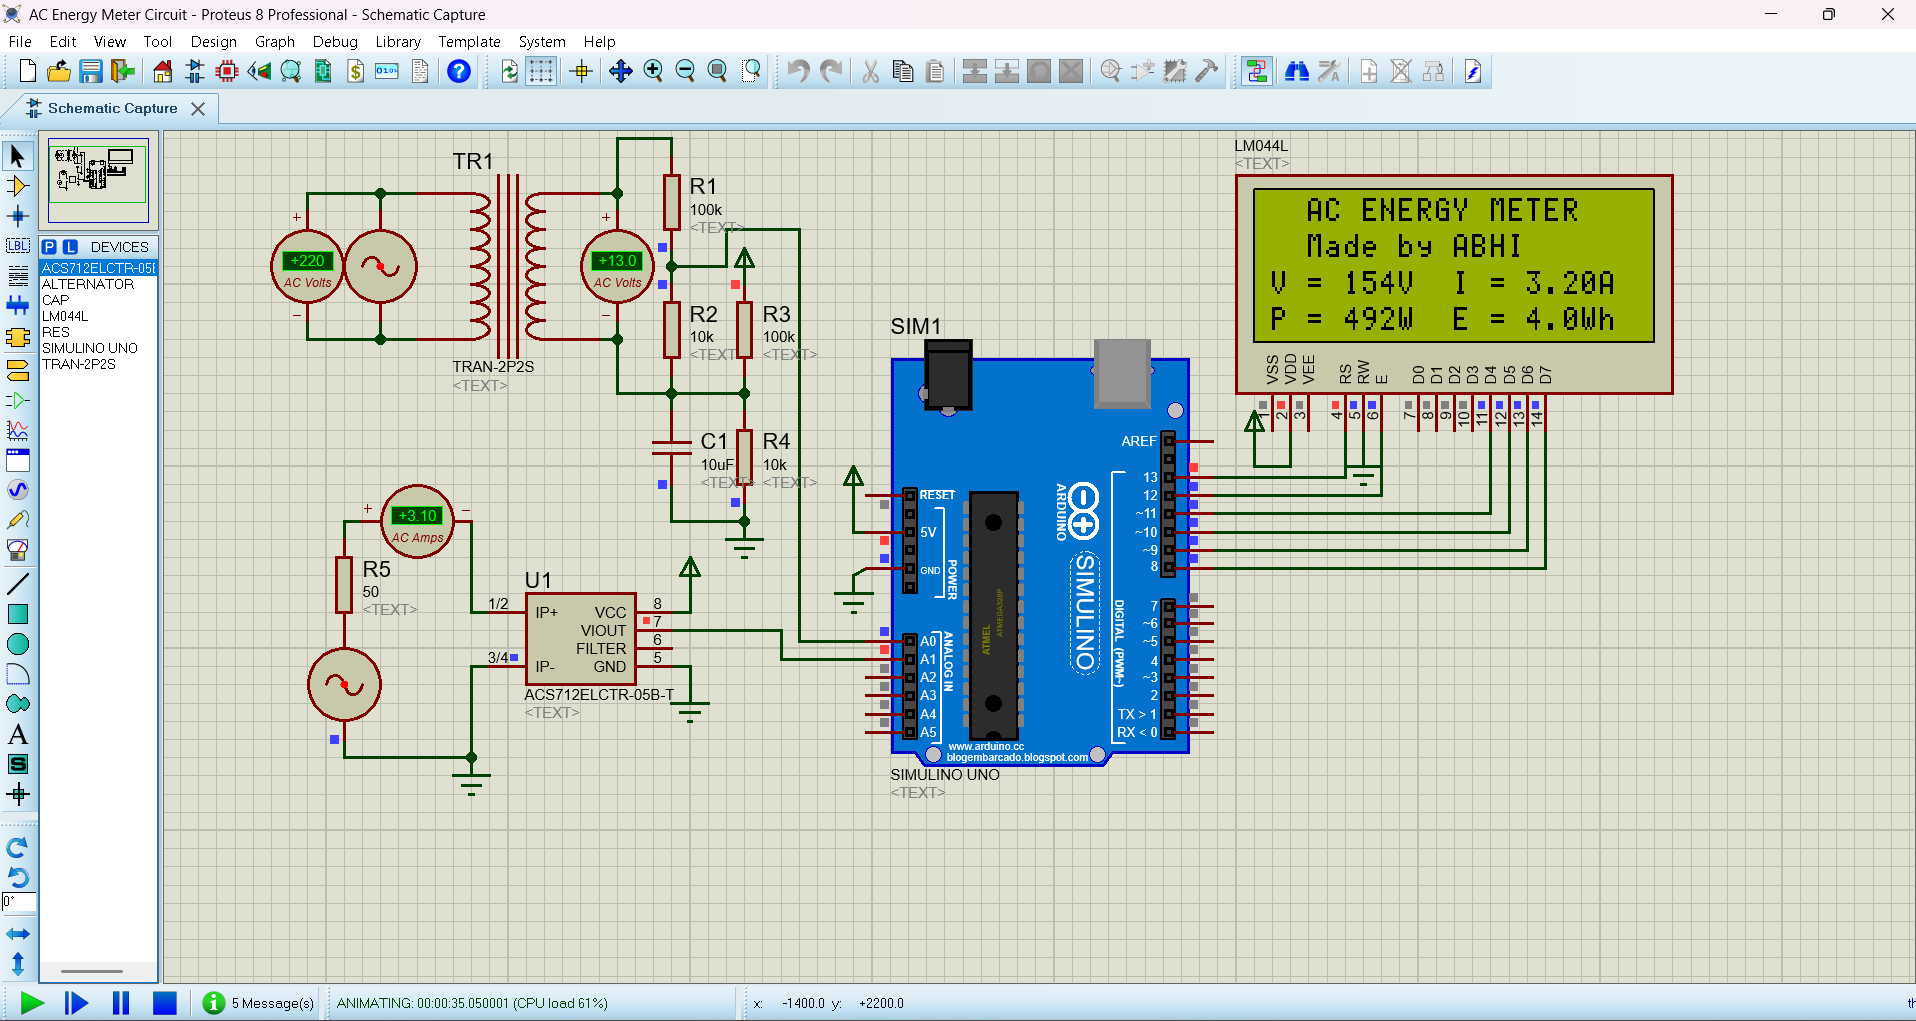 AC Energy Meter Circuit - Proteus 8 Professional - Schematic Capture
File Edit View Tool Design Graph Debug Library Template System Help
Schematic Capture
P L DEVICES
ACS712ELCTR-05B
ALTERNATOR
CAP
LM044L
RES
SIMULINO UNO
TRAN-2P2S
LBL
A
S
0°
TR1
TRAN-2P2S
<TEXT>
+220
AC Volts
+
−
+13.0
AC Volts
+
−
R1
100k
<TEXT>
R2
10k
<TEXT>
R3
100k
<TEXT>
C1
10uF
<TEXT>
R4
10k
<TEXT>
+3.10
AC Amps
+
−
R5
50
<TEXT>
U1
1/2 IP+ VCC 8
VIOUT 7
FILTER 6
3/4 IP- GND 5
ACS712ELCTR-05B-T
<TEXT>
SIM1
RESET
5V
GND
POWER
A0
A1
A2
A3
A4
A5
ANALOG IN
ATMEL
ATMEGA328P
ARDUINO
SIMULINO
AREF
13
12
~11
~10
~9
8
7
~6
~5
4
~3
2
TX > 1
RX < 0
DIGITAL (PWM~)
www.arduino.cc
blogembarcado.blogspot.com
SIMULINO UNO
<TEXT>
LM044L
<TEXT>
AC ENERGY METER
Made by ABHI
V = 154V I = 3.20A
P = 492W E = 4.0Wh
VSS VDD VEE RS RW E D0 D1 D2 D3 D4 D5 D6 D7
1 2 3 4 5 6 7 8 9 10 11 12 13 14
5 Message(s) ANIMATING: 00:00:35.050001 (CPU load 61%) x: -1400.0 y: +2200.0 th